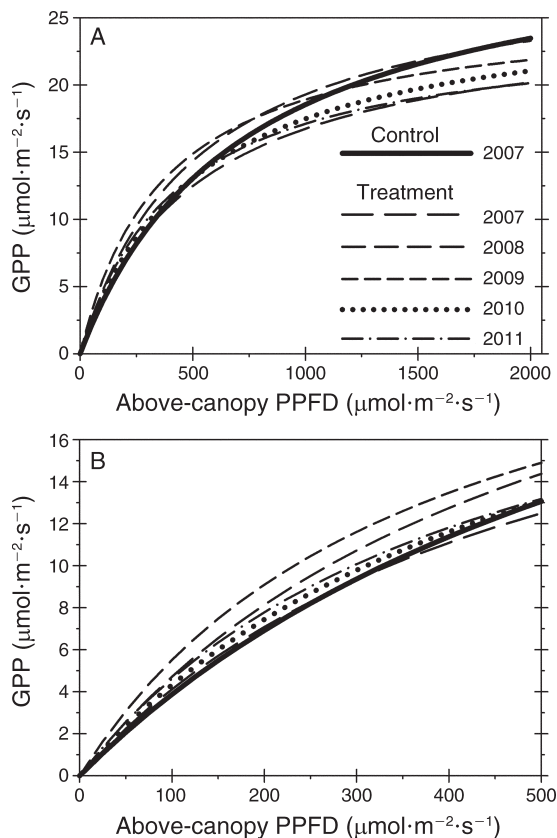 A
25
20
15
10
5
0
GPP (μmol·m⁻²·s⁻¹)
Control
2007
Treatment
2007
2008
2009
2010
2011
0 500 1000 1500 2000
Above-canopy PPFD (μmol·m⁻²·s⁻¹)
B
16
14
12
10
8
6
4
2
0
GPP (μmol·m⁻²·s⁻¹)
0 100 200 300 400 500
Above-canopy PPFD (μmol·m⁻²·s⁻¹)